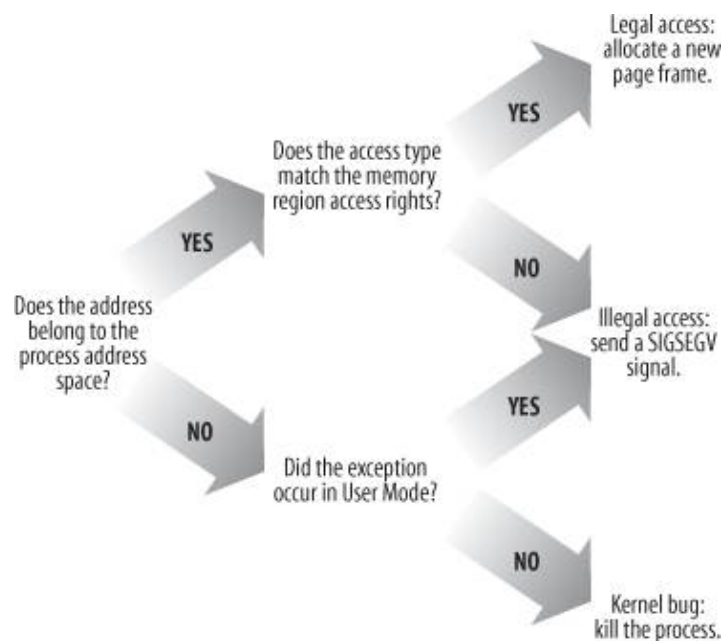 Legal access:
allocate a new
page frame.
YES
Does the access type
match the memory
region access rights?
YES
NO
Does the address
belong to the
process address
space?
Illegal access:
send a SIGSEGV
signal.
YES
NO
Did the exception
occur in User Mode?
NO
Kernel bug:
kill the process.